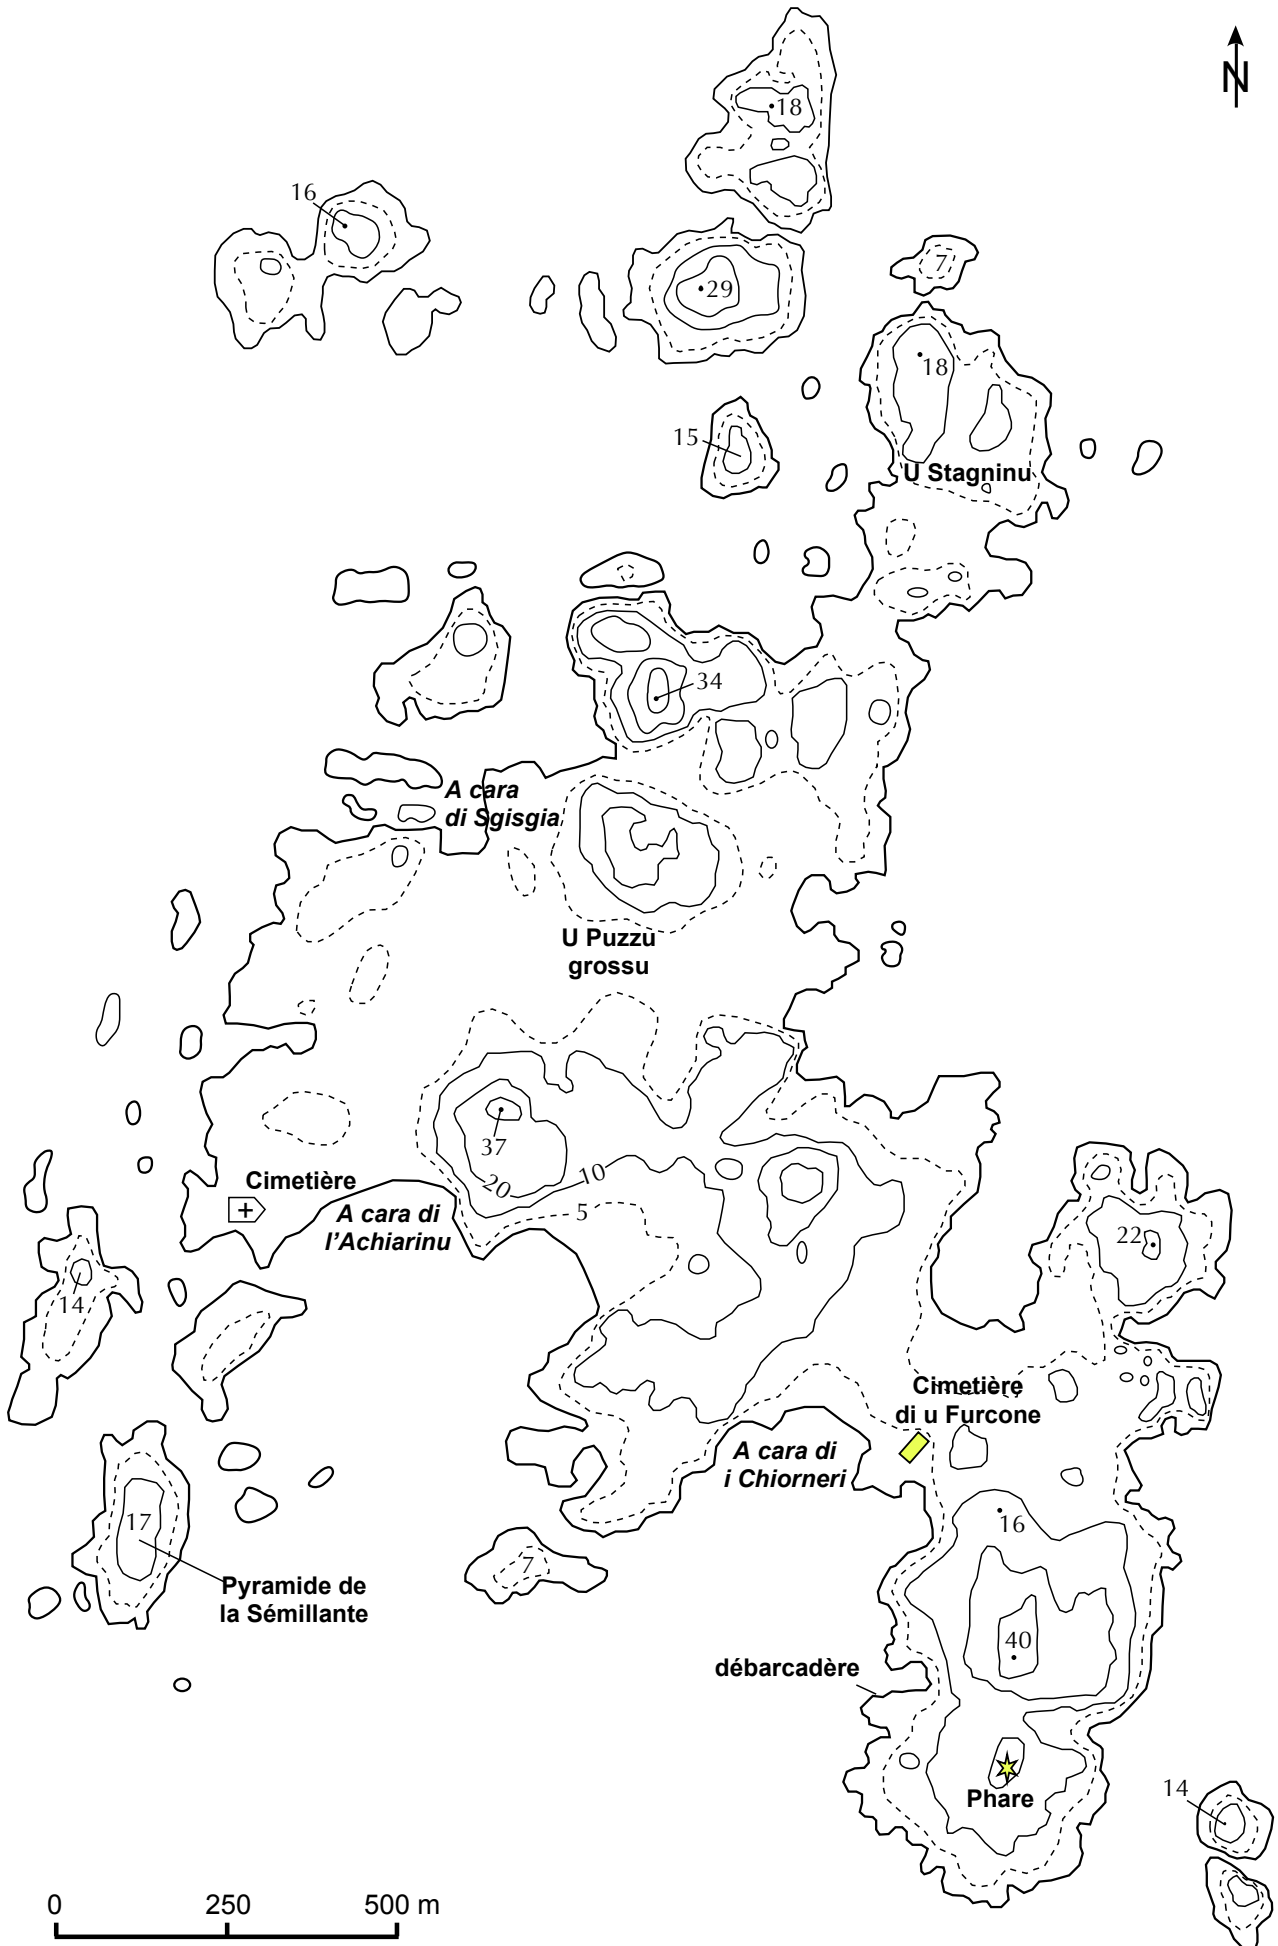 N
18
16
29
7
18
15
U Stagninu
34
A cara
di Sgisgia
U Puzzu
grossu
37
20
10
5
Cimetière
A cara di
l'Achiarinu
22
14
Cimetière
di u Furcone
A cara di
i Chiorneri
16
17
7
Pyramide de
la Sémillante
40
débarcadère
Phare
14
0 250 500 m